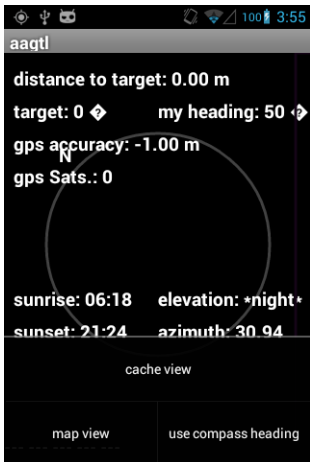 100 3:55
aagtl
distance to target: 0.00 m
target: 0 � my heading: 50 �
gps accuracy: -1.00 m
N
gps Sats.: 0
sunrise: 06:18 elevation: *night*
sunset: 21:24 azimuth: 30.94
cache view
map view use compass heading